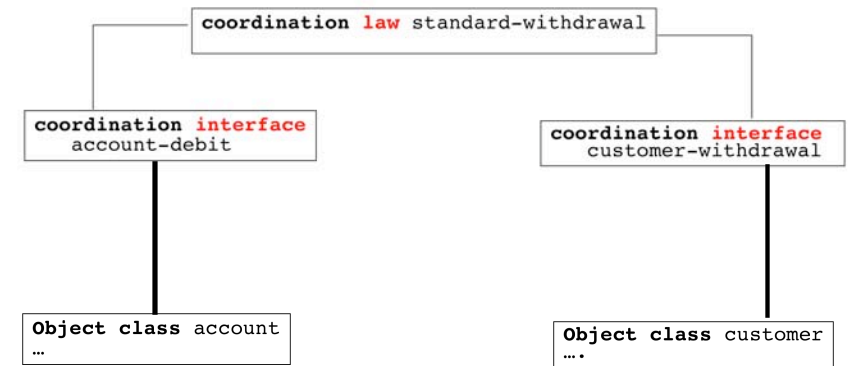 coordination law standard-withdrawal
coordination interface
account-debit
coordination interface
customer-withdrawal
Object class account
…
Object class customer
….